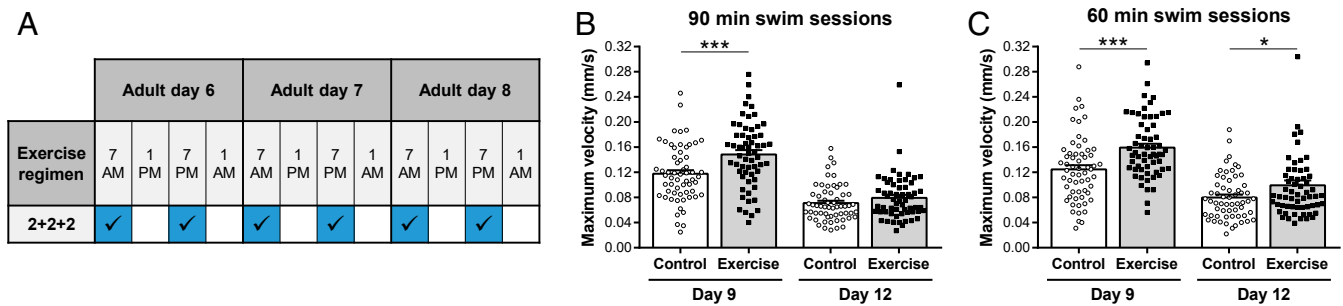 A
Adult day 6 Adult day 7 Adult day 8
Exercise regimen 7 AM 1 PM 7 PM 1 AM 7 AM 1 PM 7 PM 1 AM 7 AM 1 PM 7 PM 1 AM
2+2+2 ✓ ✓ ✓ ✓ ✓ ✓
B
90 min swim sessions
Maximum velocity (mm/s)
0.32
0.28
0.24
0.20
0.16
0.12
0.08
0.04
0.00
***
Control Exercise Control Exercise
Day 9 Day 12
C
60 min swim sessions
Maximum velocity (mm/s)
0.32
0.28
0.24
0.20
0.16
0.12
0.08
0.04
0.00
*** *
Control Exercise Control Exercise
Day 9 Day 12